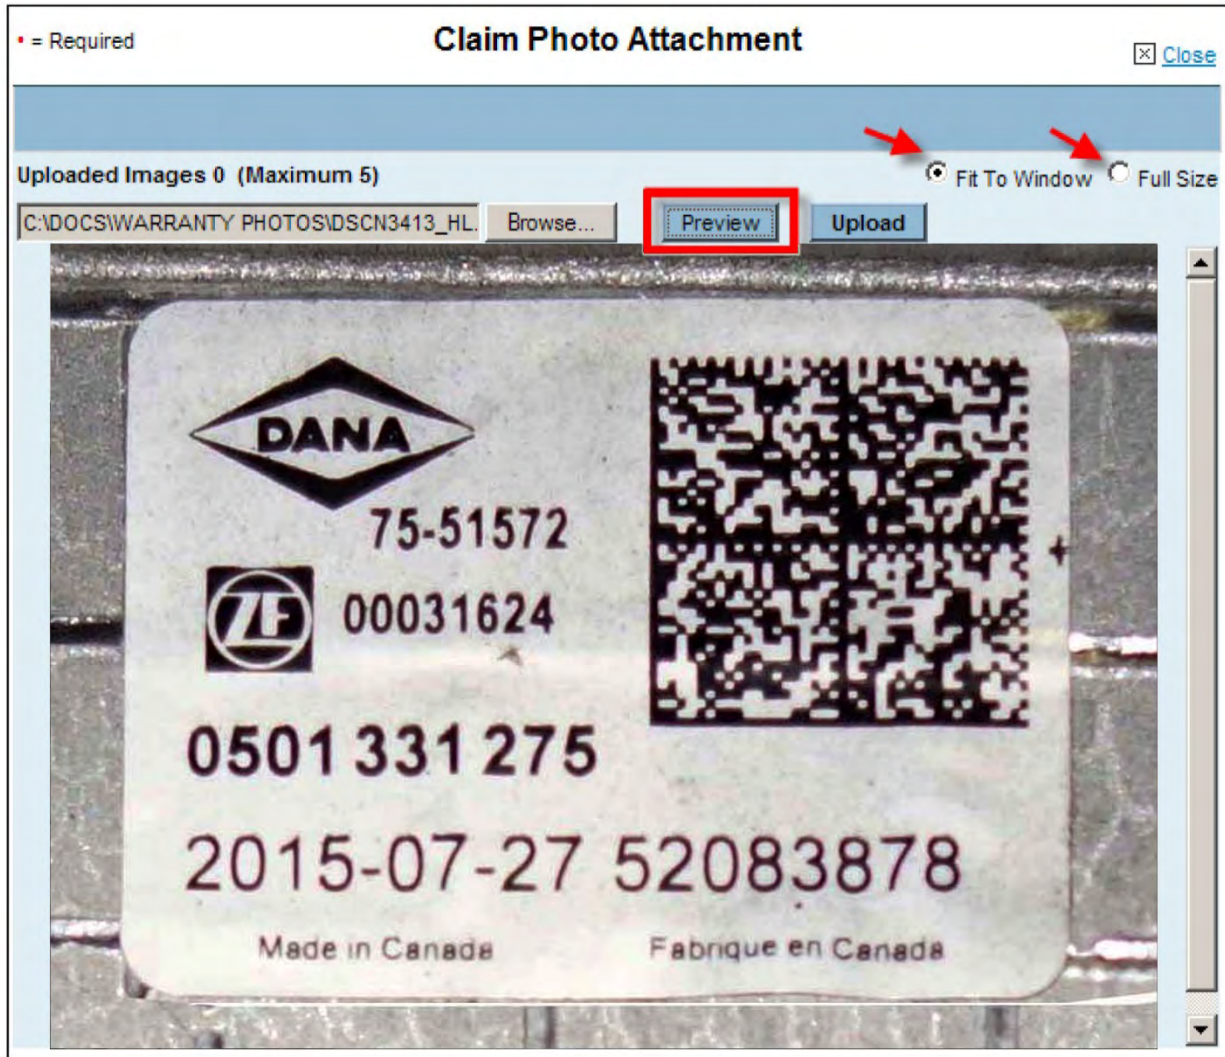 • = Required
Claim Photo Attachment
Close
Uploaded Images 0 (Maximum 5)
Fit To Window
Full Size
C:\DOCS\WARRANTY PHOTOS\DSCN3413_HL.
Browse...
Preview
Upload
DANA
75-51572
ZF
00031624
0501 331 275
2015-07-27 52083878
Made in Canada
Fabrique en Canada